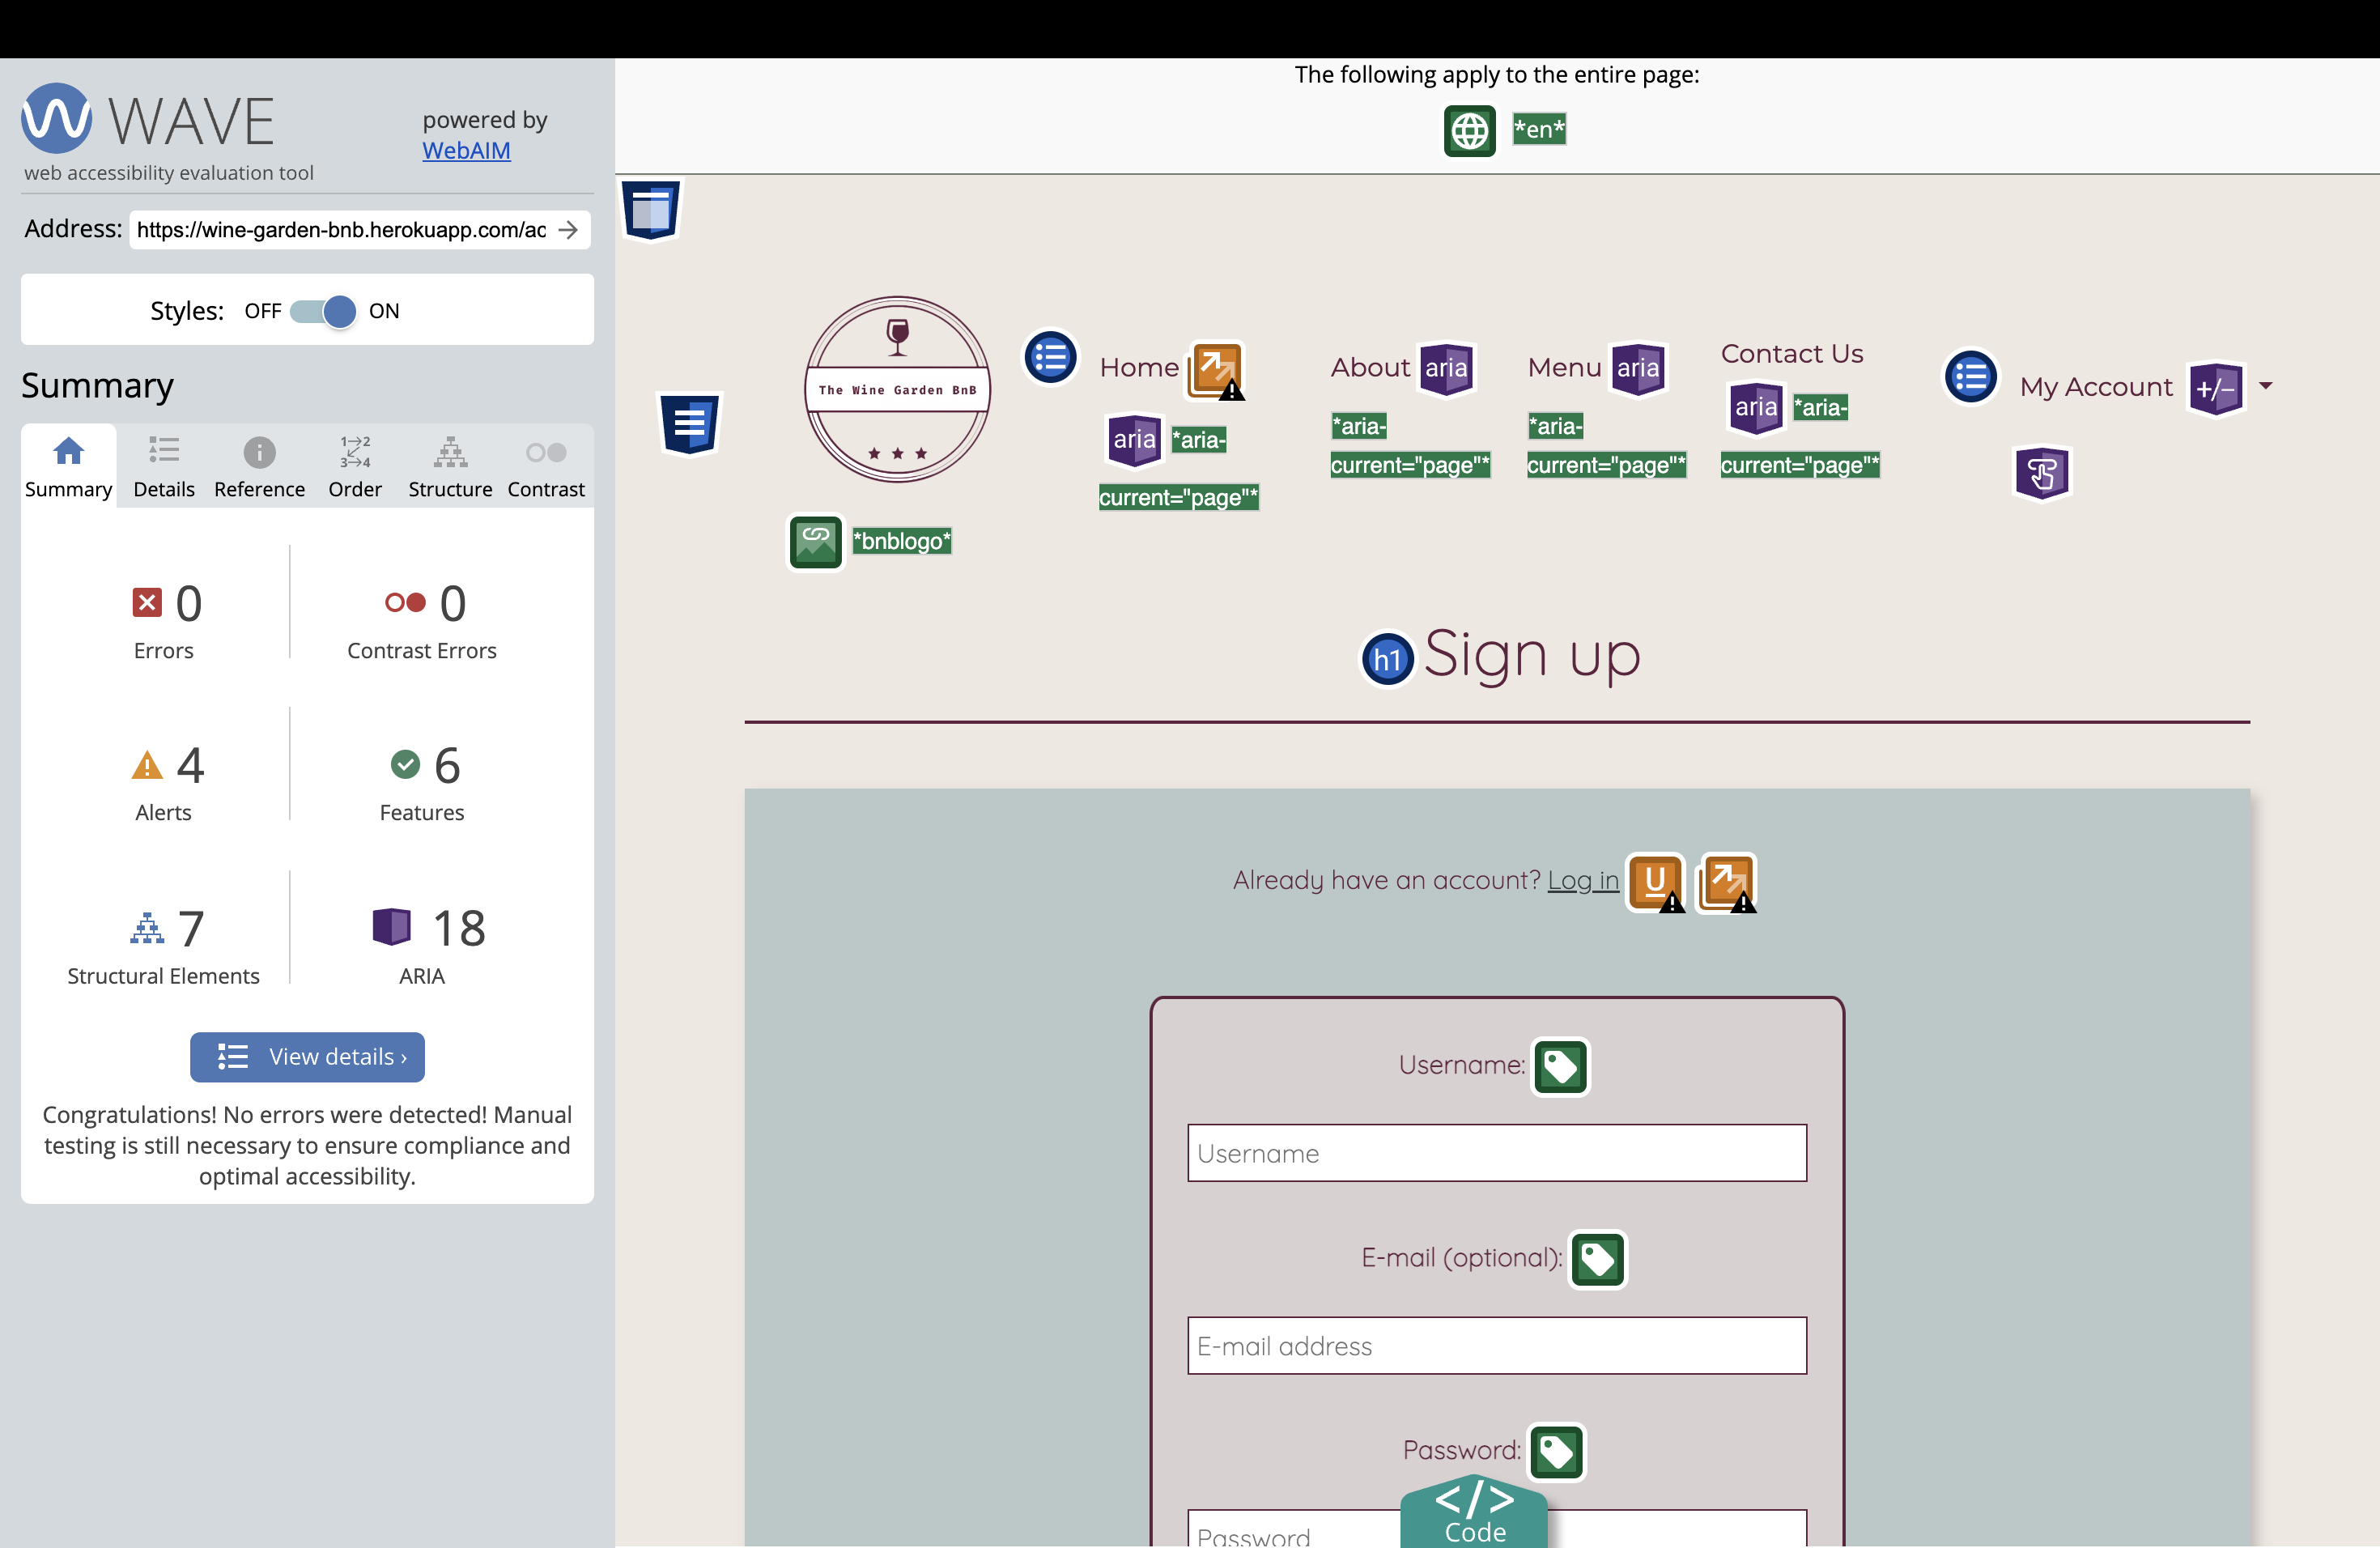 WAVE
powered by
WebAIM
web accessibility evaluation tool
Address: https://wine-garden-bnb.herokuapp.com/ac
Styles: OFF ON
Summary
Summary Details Reference Order Structure Contrast
0 Errors
0 Contrast Errors
4 Alerts
6 Features
7 Structural Elements
18 ARIA
View details ›
Congratulations! No errors were detected! Manual
testing is still necessary to ensure compliance and
optimal accessibility.
The following apply to the entire page:
*en*
The Wine Garden BnB
*bnblogo*
Home
aria *aria-
current="page"*
About aria
*aria-
current="page"*
Menu aria
*aria-
current="page"*
Contact Us
aria *aria-
current="page"*
My Account +/-
h1 Sign up
Already have an account? Log in U
Username:
Username
E-mail (optional):
E-mail address
Password:
Password
</>
Code